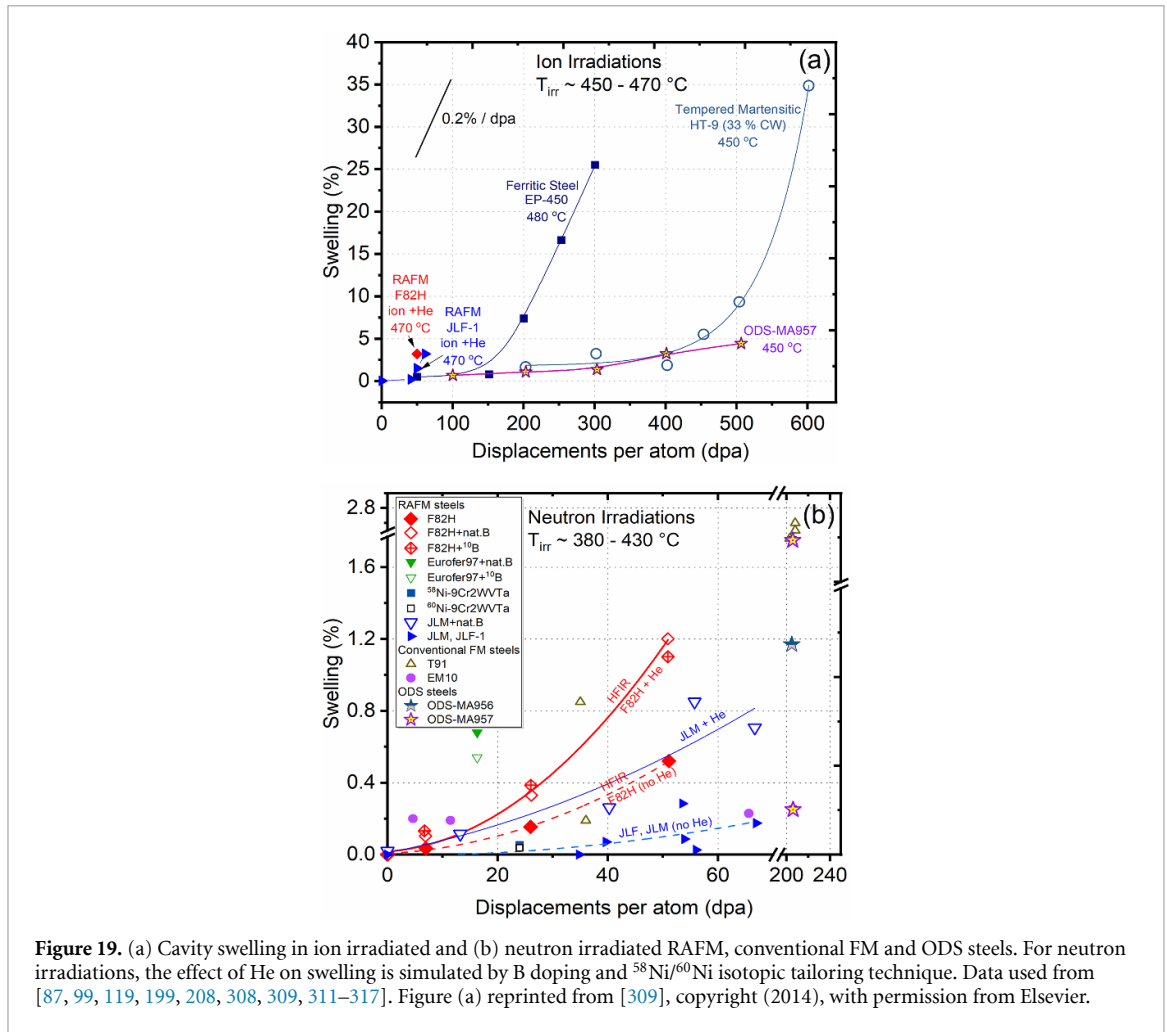 (a)
Ion Irradiations
T_irr ~ 450 - 470 °C
0.2% / dpa
Tempered Martensitic
HT-9 (33 % CW)
450 °C
Ferritic Steel
EP-450
480 °C
RAFM
F82H
ion +He
470 °C
RAFM
JLF-1
ion +He
470 °C
ODS-MA957
450 °C
Swelling (%)
40
35
30
25
20
15
10
5
0
0 100 200 300 400 500 600
Displacements per atom (dpa)
(b)
Neutron Irradiations
T_irr ~ 380 - 430 °C
RAFM steels
F82H
F82H+nat.B
F82H+¹⁰B
Eurofer97+nat.B
Eurofer97+¹⁰B
⁵⁸Ni-9Cr2WVTa
⁶⁰Ni-9Cr2WVTa
JLM+nat.B
JLM, JLF-1
Conventional FM steels
T91
EM10
ODS steels
ODS-MA956
ODS-MA957
HFIR
F82H + He
JLM + He
HFIR
F82H (no He)
JLF, JLM (no He)
Swelling (%)
2.8
1.6
1.2
0.8
0.4
0.0
0 20 40 60 200 240
Displacements per atom (dpa)
Figure 19. (a) Cavity swelling in ion irradiated and (b) neutron irradiated RAFM, conventional FM and ODS steels. For neutron
irradiations, the effect of He on swelling is simulated by B doping and ⁵⁸Ni/⁶⁰Ni isotopic tailoring technique. Data used from
[87, 99, 119, 199, 208, 308, 309, 311–317]. Figure (a) reprinted from [309], copyright (2014), with permission from Elsevier.